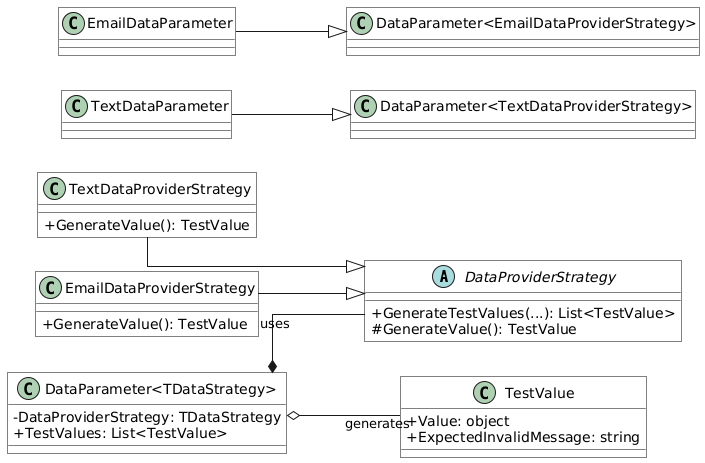 C EmailDataParameter
C DataParameter<EmailDataProviderStrategy>
C TextDataParameter
C DataParameter<TextDataProviderStrategy>
C TextDataProviderStrategy
+GenerateValue(): TestValue
A DataProviderStrategy
+GenerateTestValues(...): List<TestValue>
#GenerateValue(): TestValue
C EmailDataProviderStrategy
+GenerateValue(): TestValue
uses
C DataParameter<TDataStrategy>
-DataProviderStrategy: TDataStrategy
+TestValues: List<TestValue>
generates
C TestValue
+Value: object
+ExpectedInvalidMessage: string